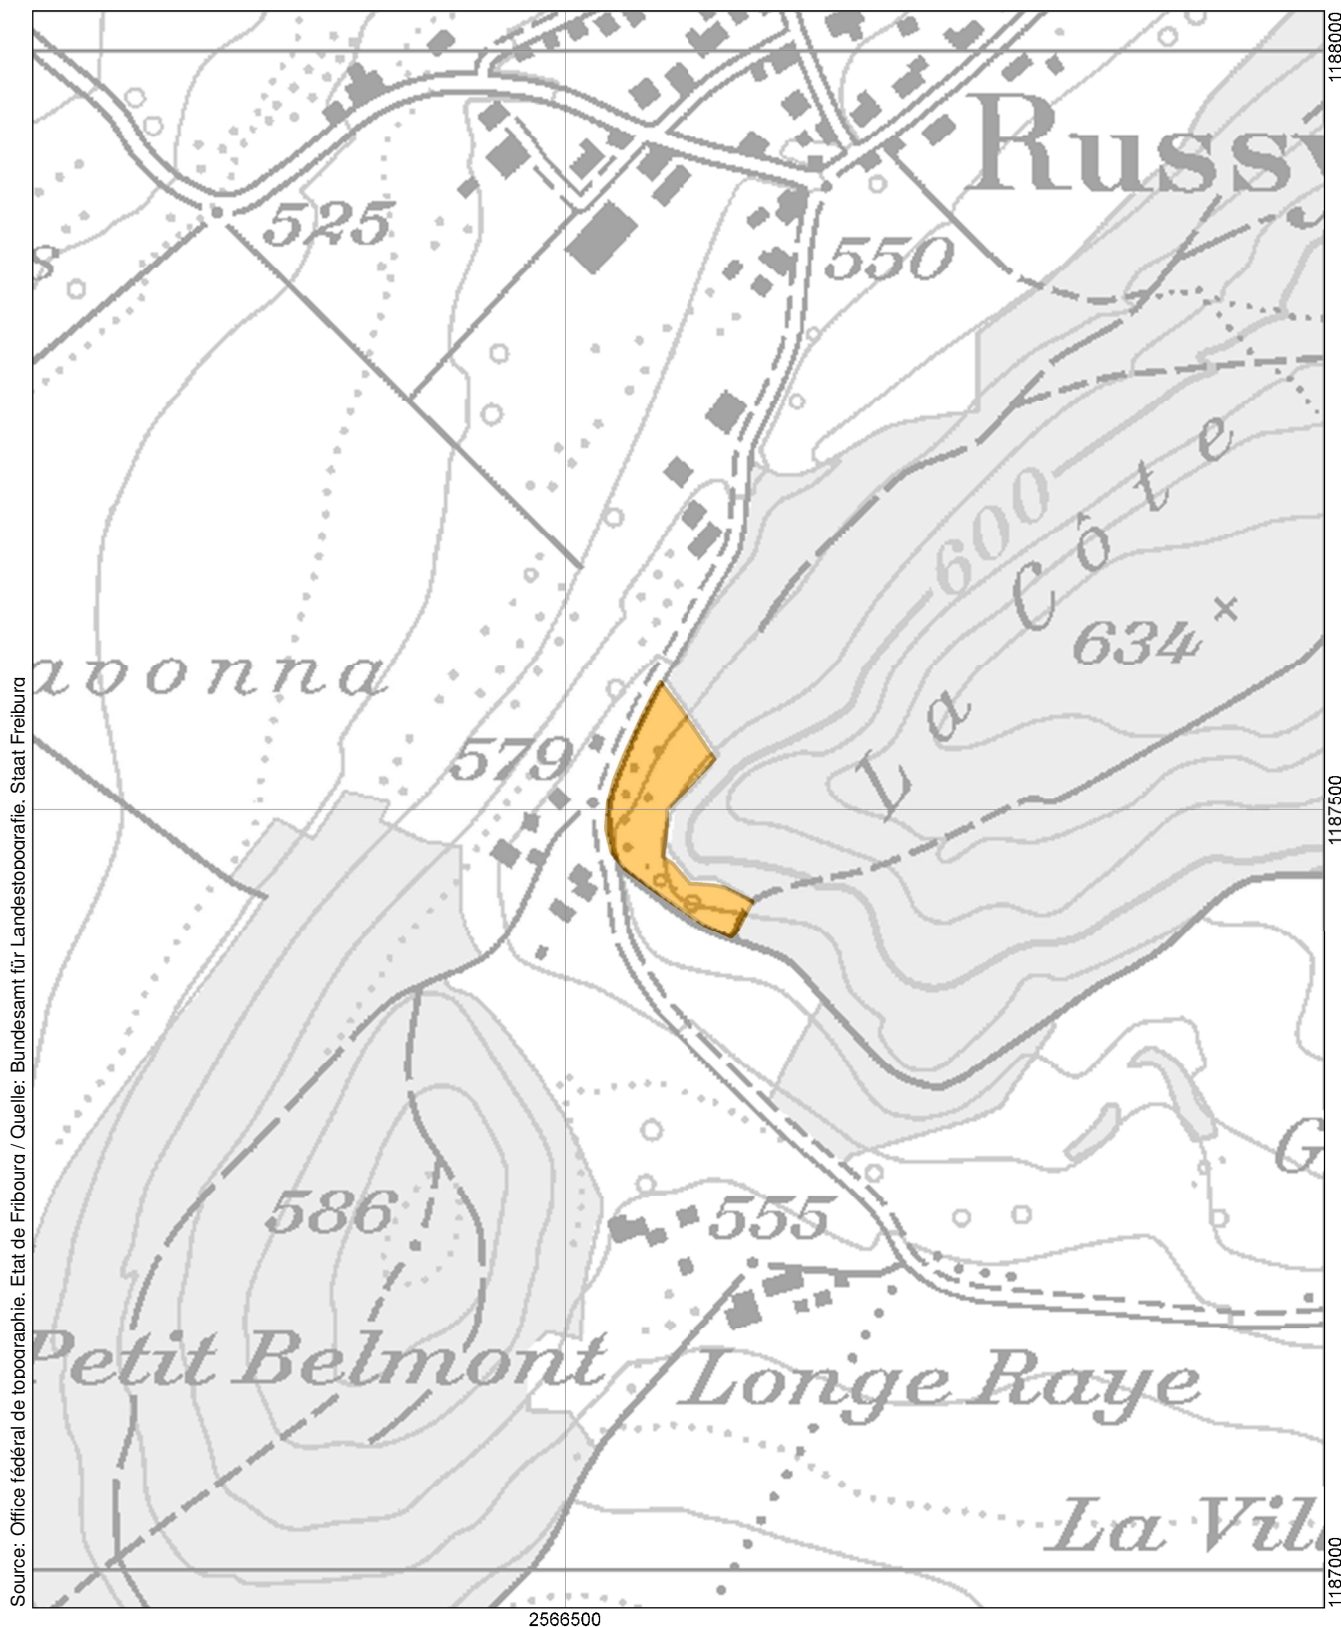 1188000
Russy
525
s
550
600
La Côte
634
avonna
579
1187500
G
586
555
Petit Belmont
Longe Raye
La Vil
1187000
2566500
Source: Office fédéral de topographie, Etat de Fribourg / Quelle: Bundesamt für Landestopografie, Staat Freiburg